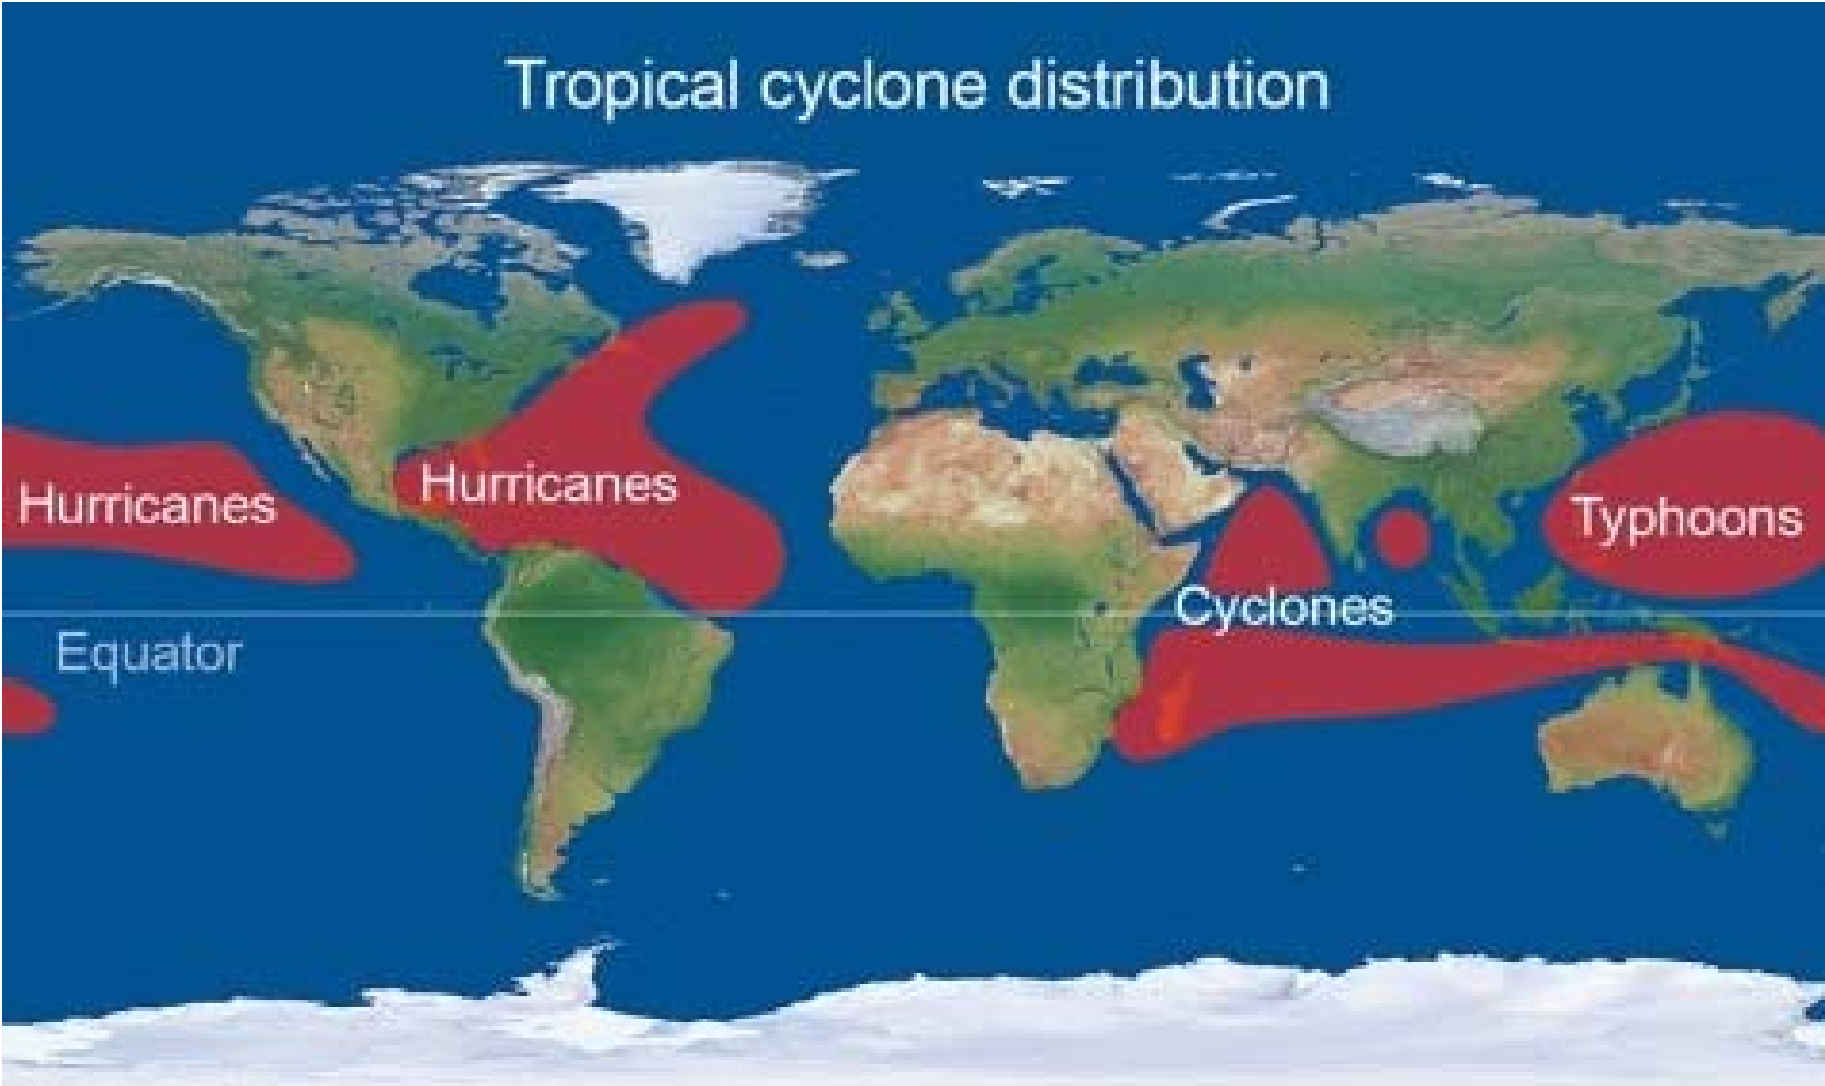 Tropical cyclone distribution
Hurricanes
Hurricanes
Typhoons
Cyclones
Equator